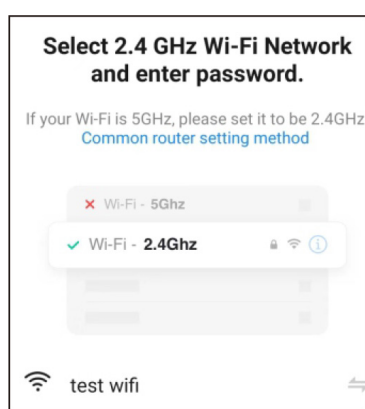 Select 2.4 GHz Wi-Fi Network
and enter password.
If your Wi-Fi is 5GHz, please set it to be 2.4GHz
Common router setting method
Wi-Fi - 5Ghz
Wi-Fi - 2.4Ghz
test wifi